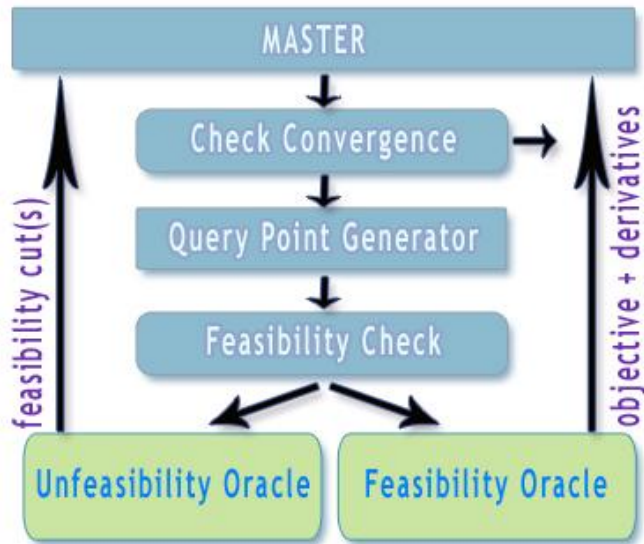 MASTER
Check Convergence
Query Point Generator
Feasibility Check
feasibility cut(s)
objective + derivatives
Unfeasibility Oracle
Feasibility Oracle